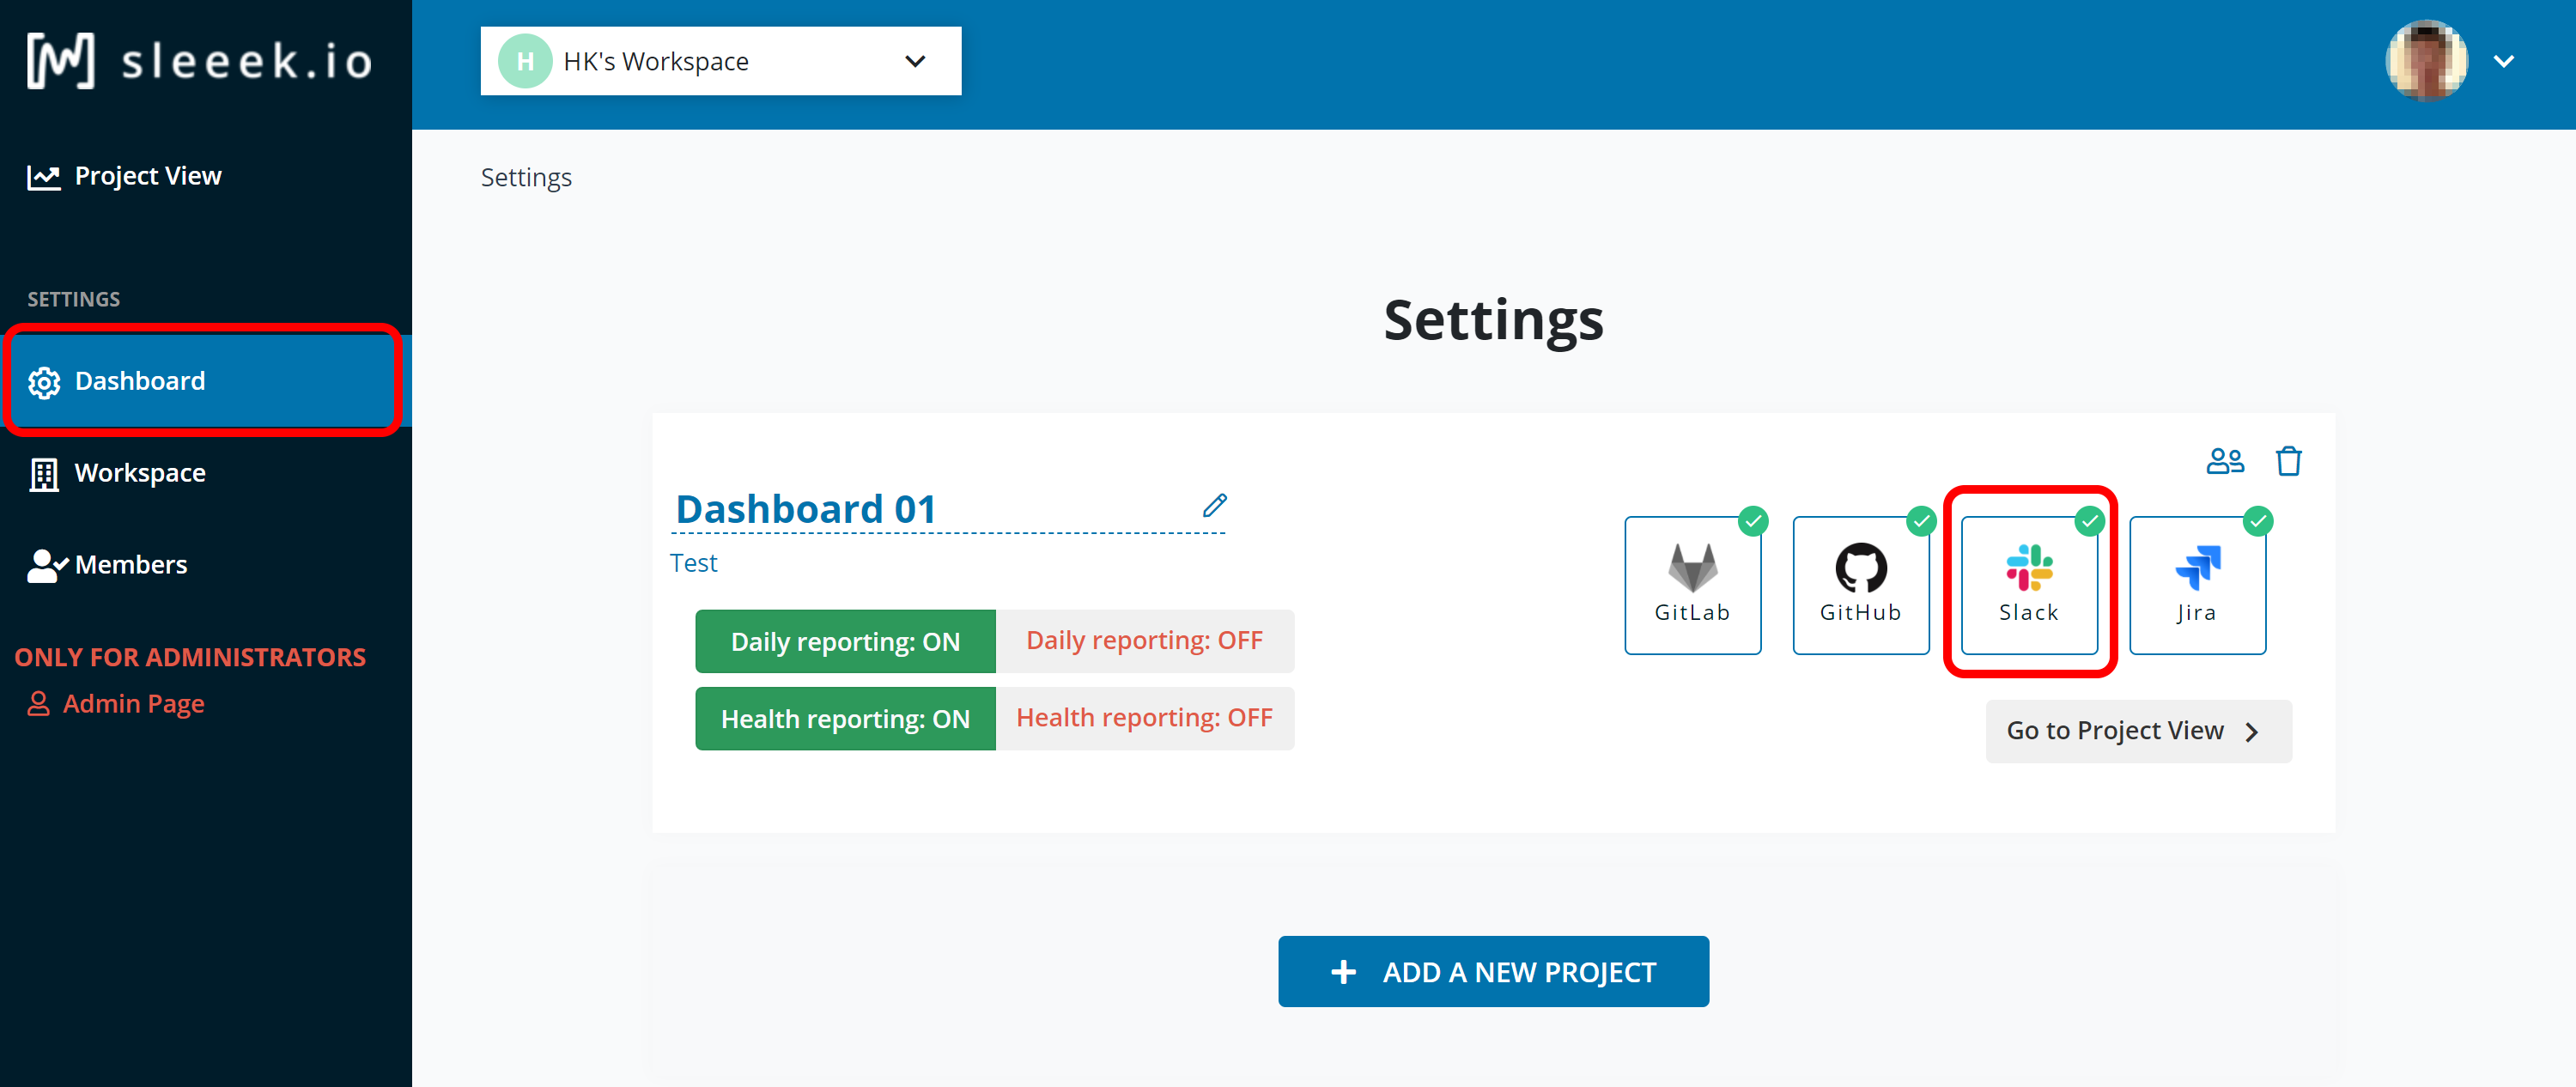 sleeek.io
H HK's Workspace
Project View
Settings
SETTINGS
Settings
Dashboard
Workspace
Members
ONLY FOR ADMINISTRATORS
Admin Page
Dashboard 01
Test
Daily reporting: ON Daily reporting: OFF
Health reporting: ON Health reporting: OFF
GitLab GitHub Slack Jira
Go to Project View
ADD A NEW PROJECT